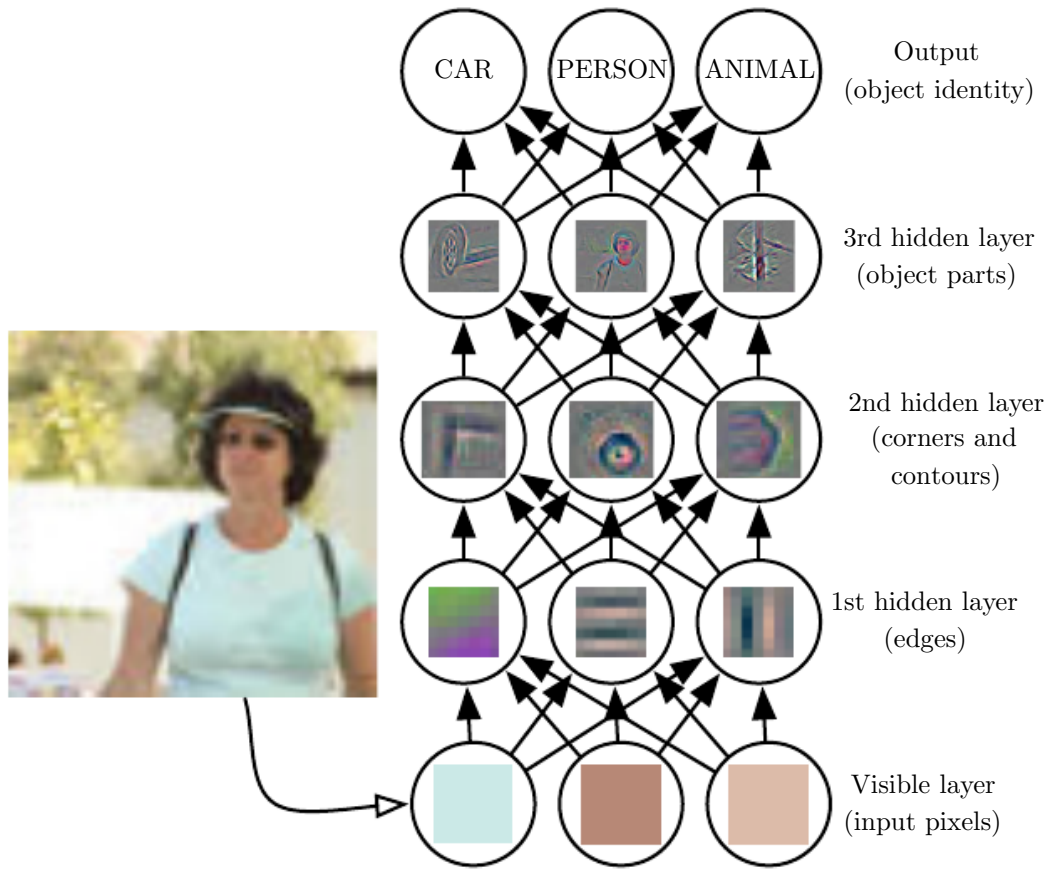 CAR
PERSON
ANIMAL
Output
(object identity)
3rd hidden layer
(object parts)
2nd hidden layer
(corners and
contours)
1st hidden layer
(edges)
Visible layer
(input pixels)